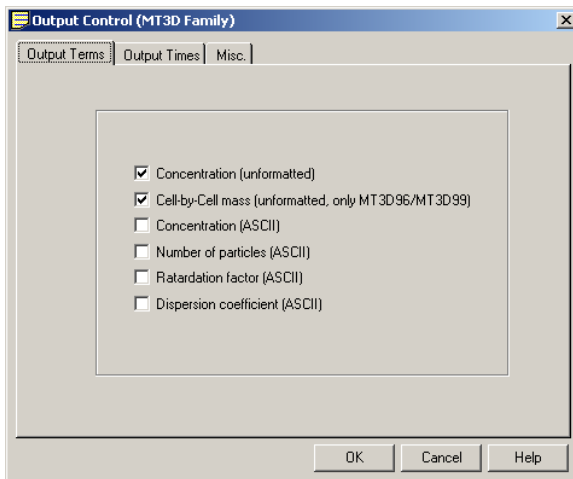 Output Control (MT3D Family)
Output Terms Output Times Misc.
Concentration (unformatted)
Cell-by-Cell mass (unformatted, only MT3D96/MT3D99)
Concentration (ASCII)
Number of particles (ASCII)
Ratardation factor (ASCII)
Dispersion coefficient (ASCII)
OK Cancel Help